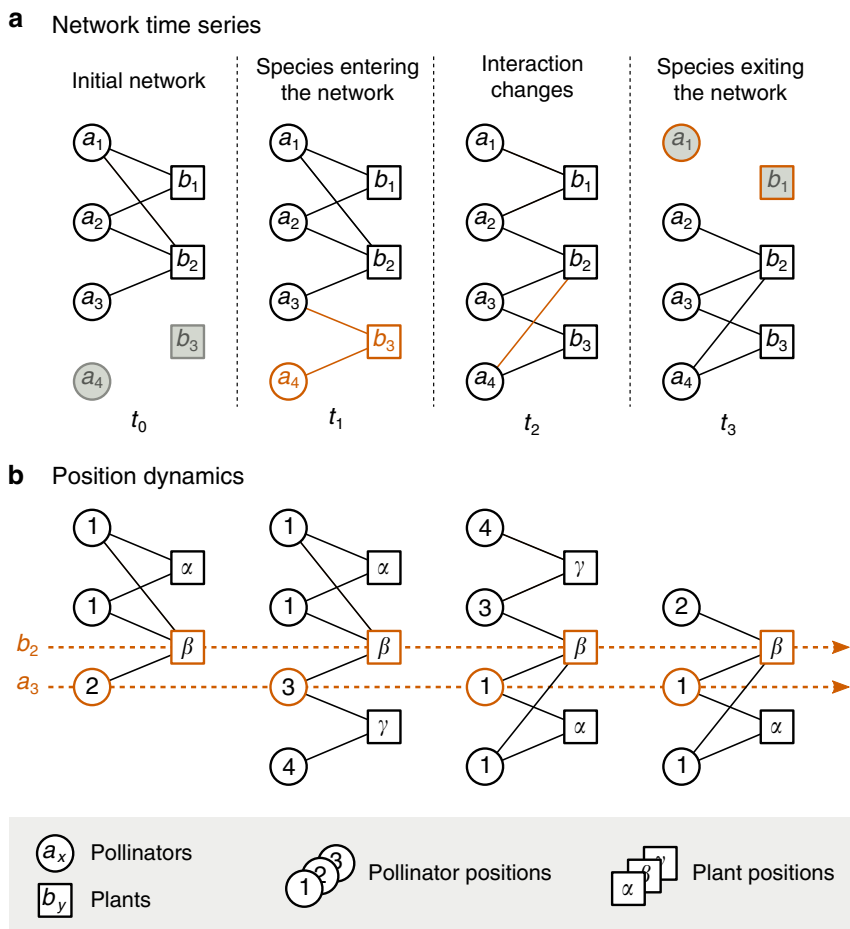 a Network time series
Initial network
Species entering
the network
Interaction
changes
Species exiting
the network
a1 a1 a1 a1
b1 b1 b1 b1
a2 a2 a2 a2
b2 b2 b2 b2
a3 a3 a3 a3
b3 b3 b3 b3
a4 a4 a4 a4
t0 t1 t2 t3
b Position dynamics
1 1 4
α α γ
1 1 3 2
b2 β β β β
a3 2 3 1 1
γ α α
4 1 1
ax Pollinators
by Plants
1 2 3 Pollinator positions
α β γ Plant positions